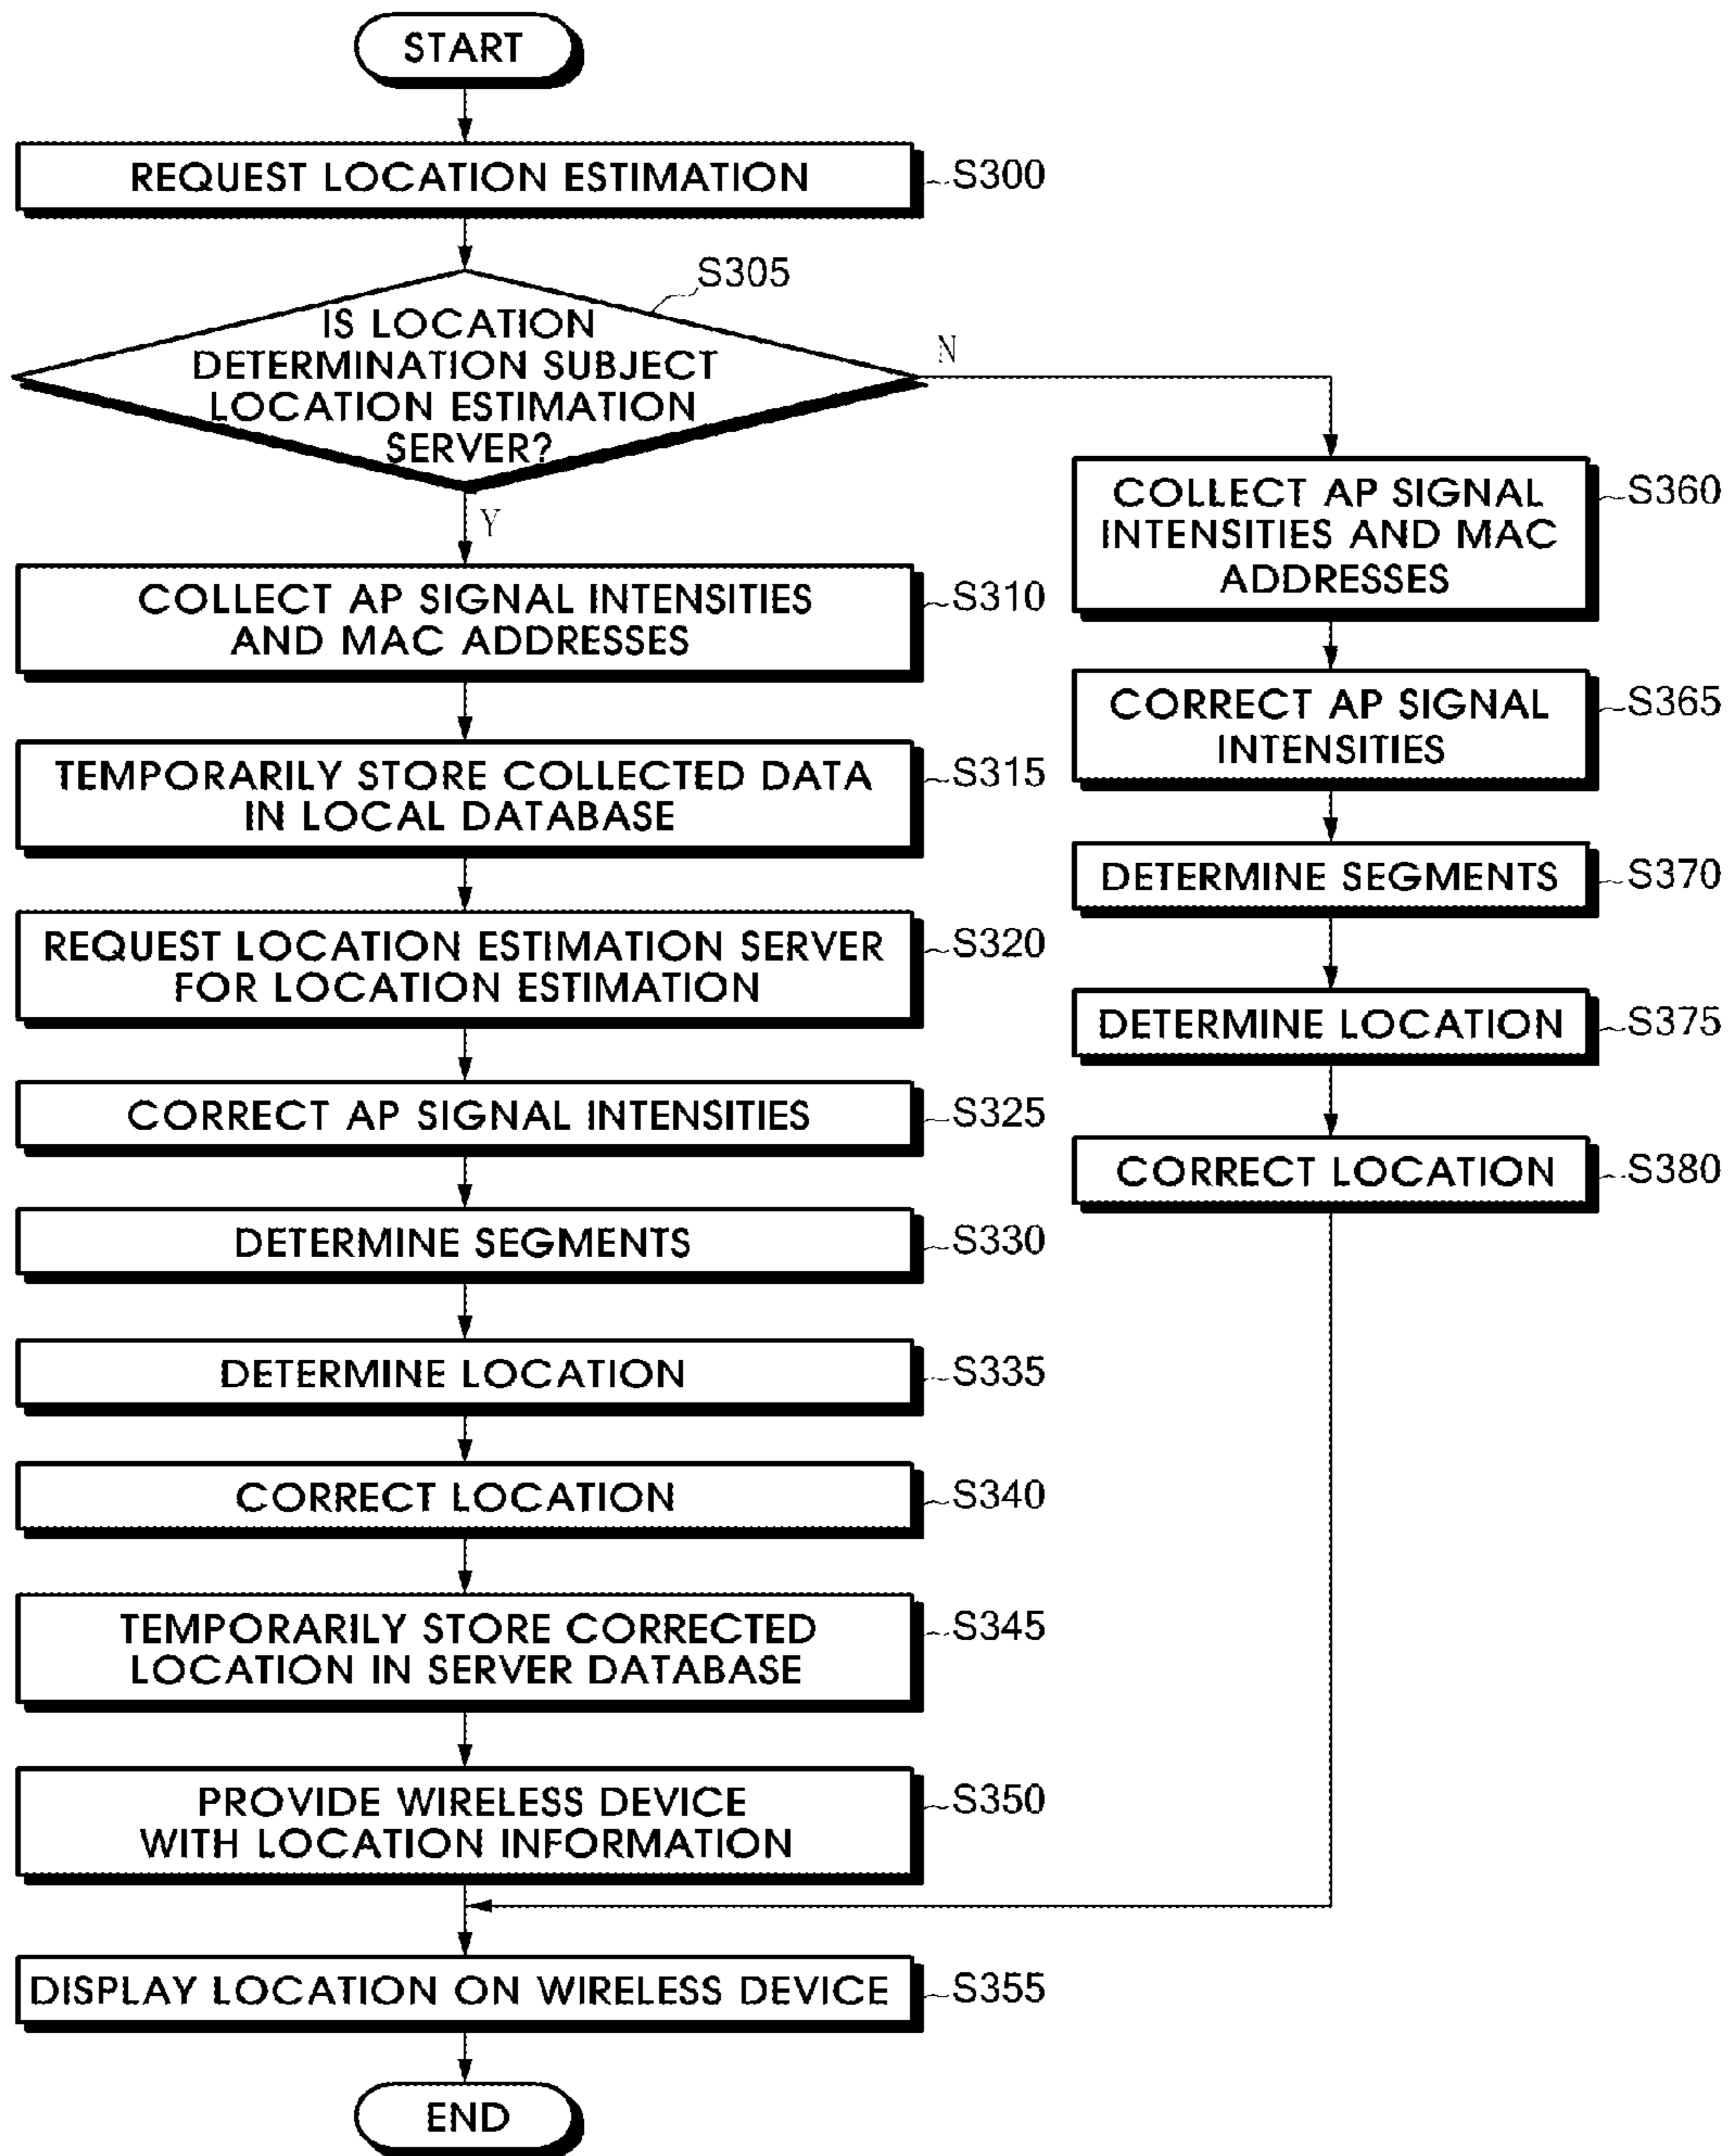 START
REQUEST LOCATION ESTIMATION
S300
S305
IS LOCATION
DETERMINATION SUBJECT
LOCATION ESTIMATION
SERVER?
N
Y
COLLECT AP SIGNAL INTENSITIES
AND MAC ADDRESSES
S310
TEMPORARILY STORE COLLECTED DATA
IN LOCAL DATABASE
S315
REQUEST LOCATION ESTIMATION SERVER
FOR LOCATION ESTIMATION
S320
CORRECT AP SIGNAL INTENSITIES
S325
DETERMINE SEGMENTS
S330
DETERMINE LOCATION
S335
CORRECT LOCATION
S340
TEMPORARILY STORE CORRECTED
LOCATION IN SERVER DATABASE
S345
PROVIDE WIRELESS DEVICE
WITH LOCATION INFORMATION
S350
COLLECT AP SIGNAL
INTENSITIES AND MAC
ADDRESSES
S360
CORRECT AP SIGNAL
INTENSITIES
S365
DETERMINE SEGMENTS
S370
DETERMINE LOCATION
S375
CORRECT LOCATION
S380
DISPLAY LOCATION ON WIRELESS DEVICE
S355
END